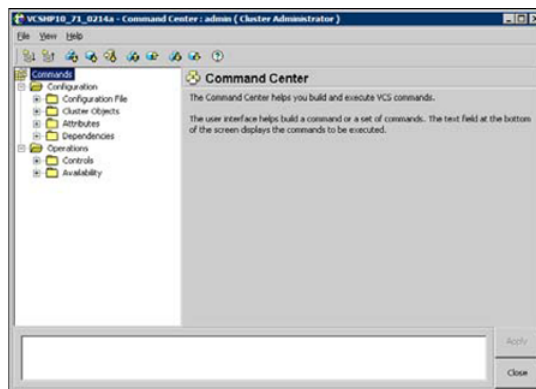 VCSHP10_71_0214a - Command Center : admin ( Cluster Administrator )
File View Help
Commands
Configuration
Configuration File
Cluster Objects
Attributes
Dependencies
Operations
Controls
Availability
Command Center
The Command Center helps you build and execute VCS commands.
The user interface helps build a command or a set of commands. The text field at the bottom
of the screen displays the commands to be executed.
Apply
Close